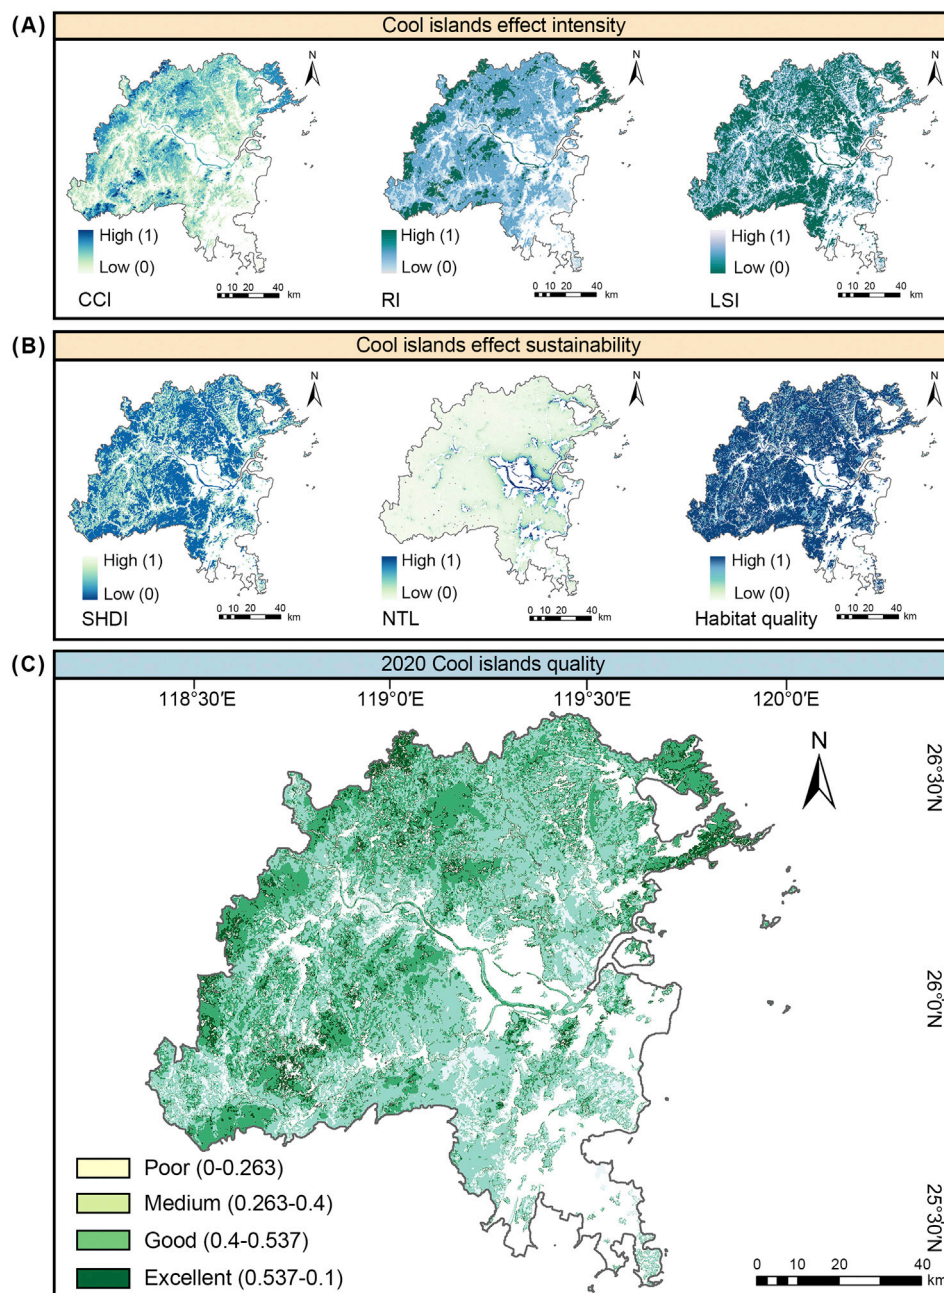 (A)
Cool islands effect intensity
N
N
N
High (1)
Low (0)
CCI
0 10 20 40
km
High (1)
Low (0)
RI
0 10 20 40
km
High (1)
Low (0)
LSI
0 10 20 40
km
(B)
Cool islands effect sustainability
N
N
N
High (1)
Low (0)
SHDI
0 10 20 40
km
High (1)
Low (0)
NTL
0 10 20 40
km
High (1)
Low (0)
Habitat quality
0 10 20 40
km
(C)
2020 Cool islands quality
118°30′E 119°0′E 119°30′E 120°0′E
N
26°30′N
26°0′N
25°30′N
Poor (0-0.263)
Medium (0.263-0.4)
Good (0.4-0.537)
Excellent (0.537-0.1)
0 10 20 40
km